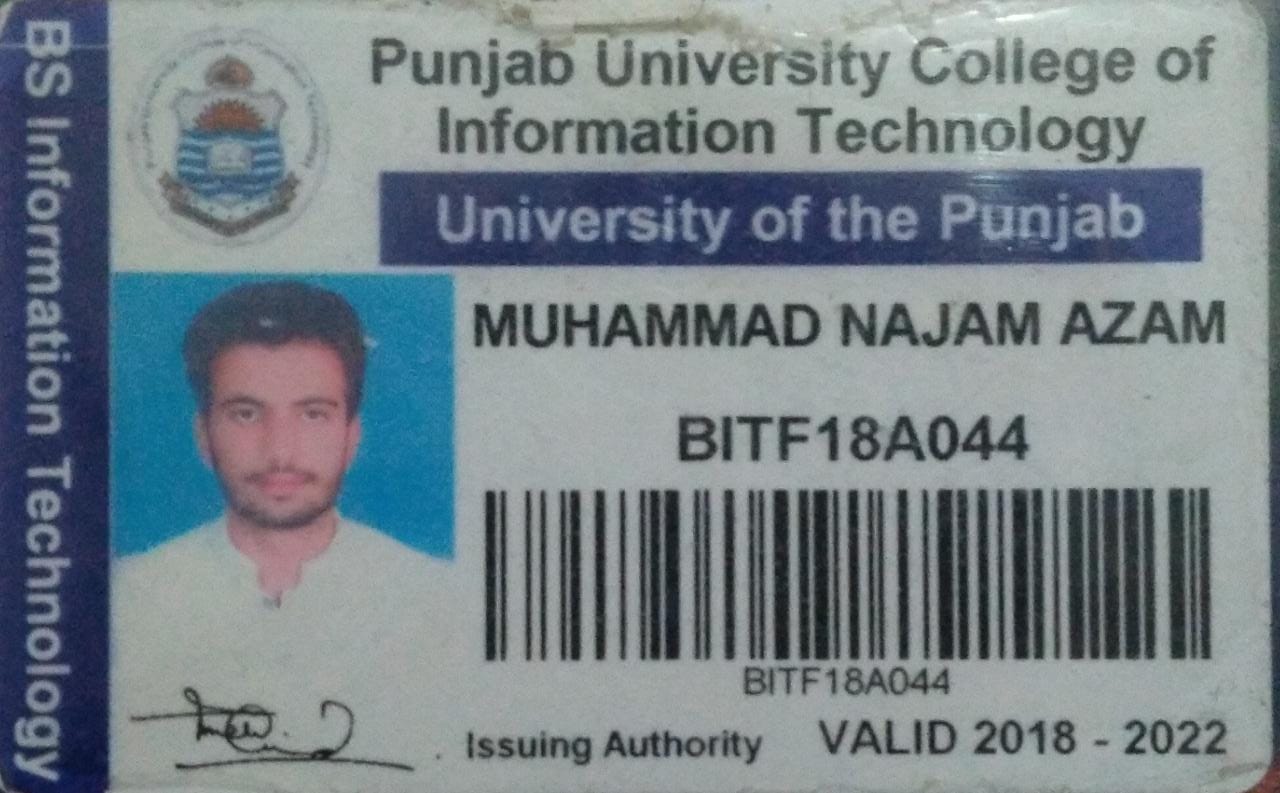 BS Information Technology
Punjab University College of
Information Technology
University of the Punjab
MUHAMMAD NAJAM AZAM
BITF18A044
BITF18A044
Issuing Authority
VALID 2018 - 2022